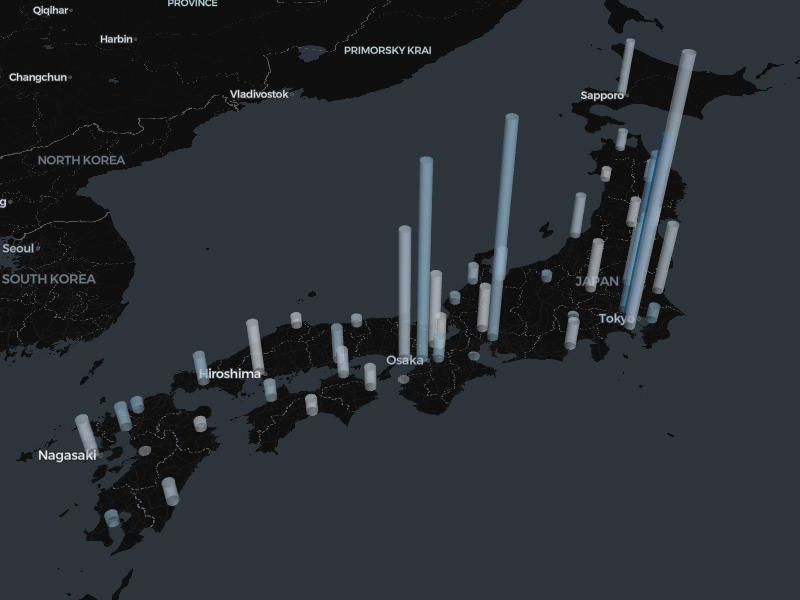 PROVINCE
Qiqihar
Harbin
PRIMORSKY KRAI
Changchun
Vladivostok
Sapporo
NORTH KOREA
g
Seoul
SOUTH KOREA
JAPAN
Tokyo
Osaka
Hiroshima
Nagasaki